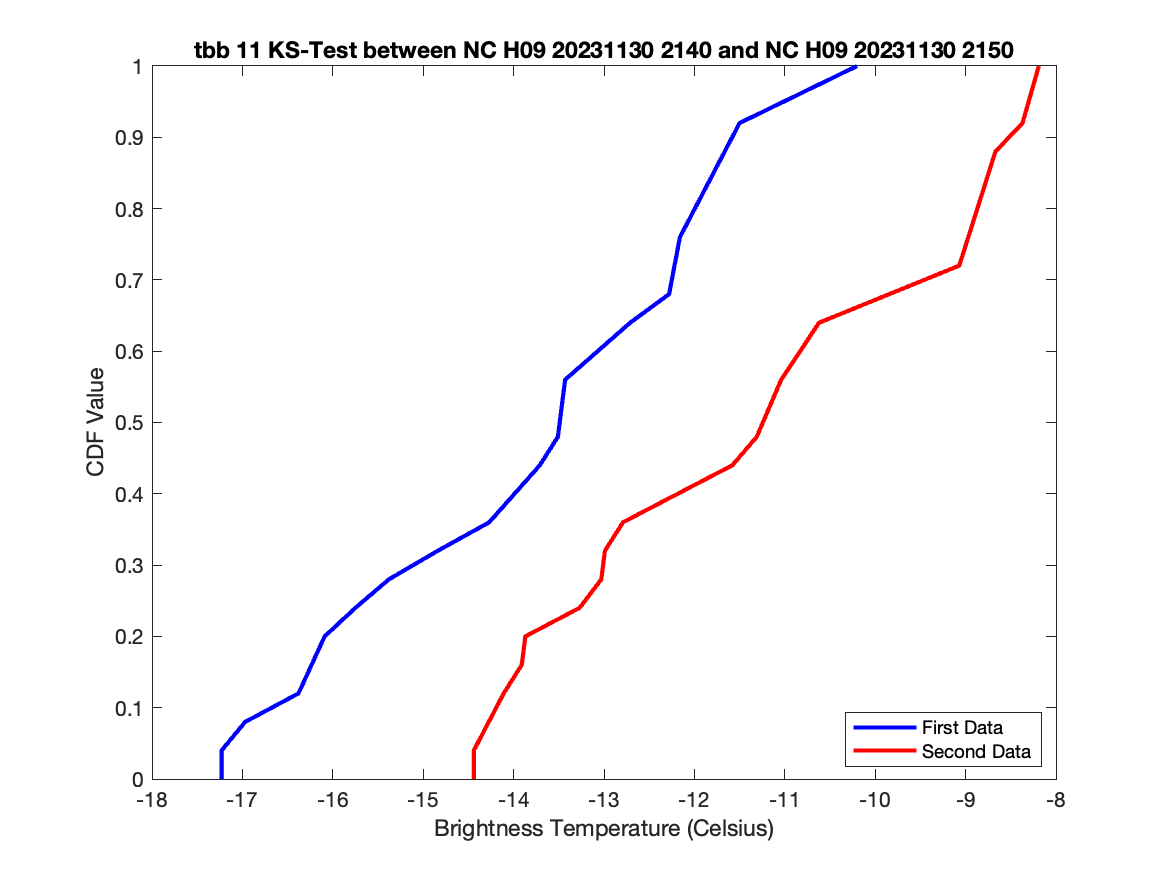 tbb 11 KS-Test between NC H09 20231130 2140 and NC H09 20231130 2150
1
0.9
0.8
0.7
0.6
0.5
0.4
0.3
0.2
0.1
0
CDF Value
First Data
Second Data
-18 -17 -16 -15 -14 -13 -12 -11 -10 -9 -8
Brightness Temperature (Celsius)